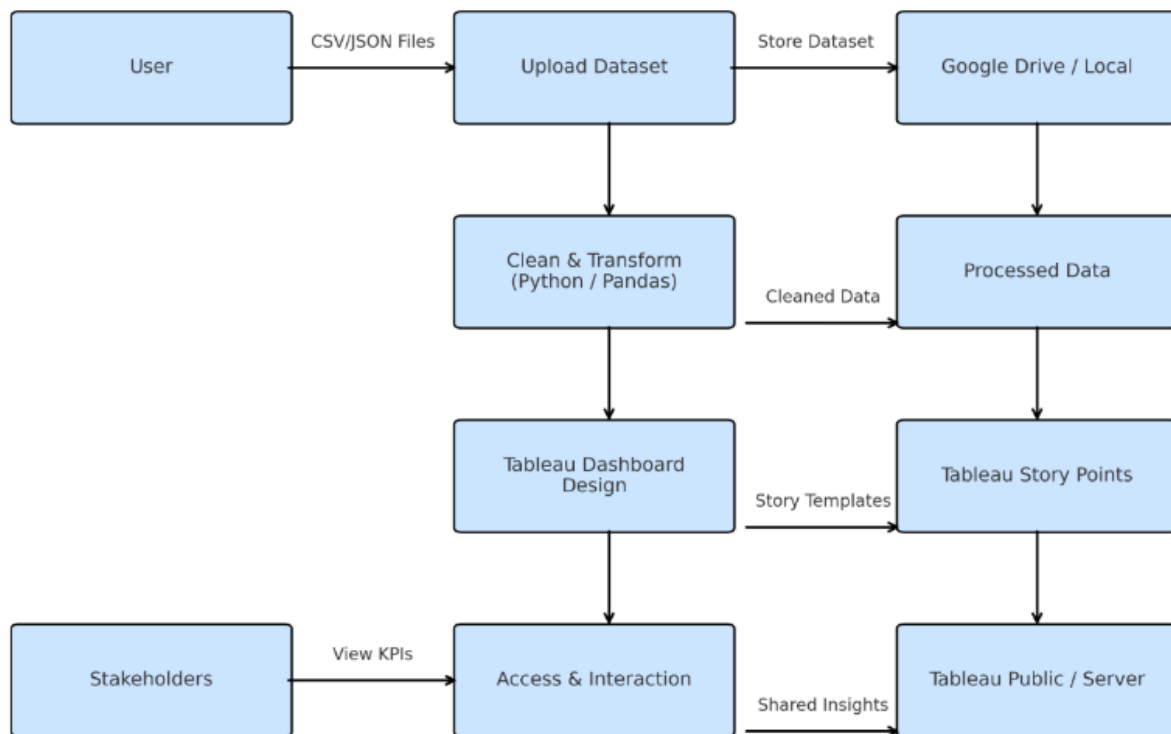 User
CSV/JSON Files
Upload Dataset
Store Dataset
Google Drive / Local
Clean & Transform
(Python / Pandas)
Cleaned Data
Processed Data
Tableau Dashboard
Design
Story Templates
Tableau Story Points
Stakeholders
View KPIs
Access & Interaction
Shared Insights
Tableau Public / Server